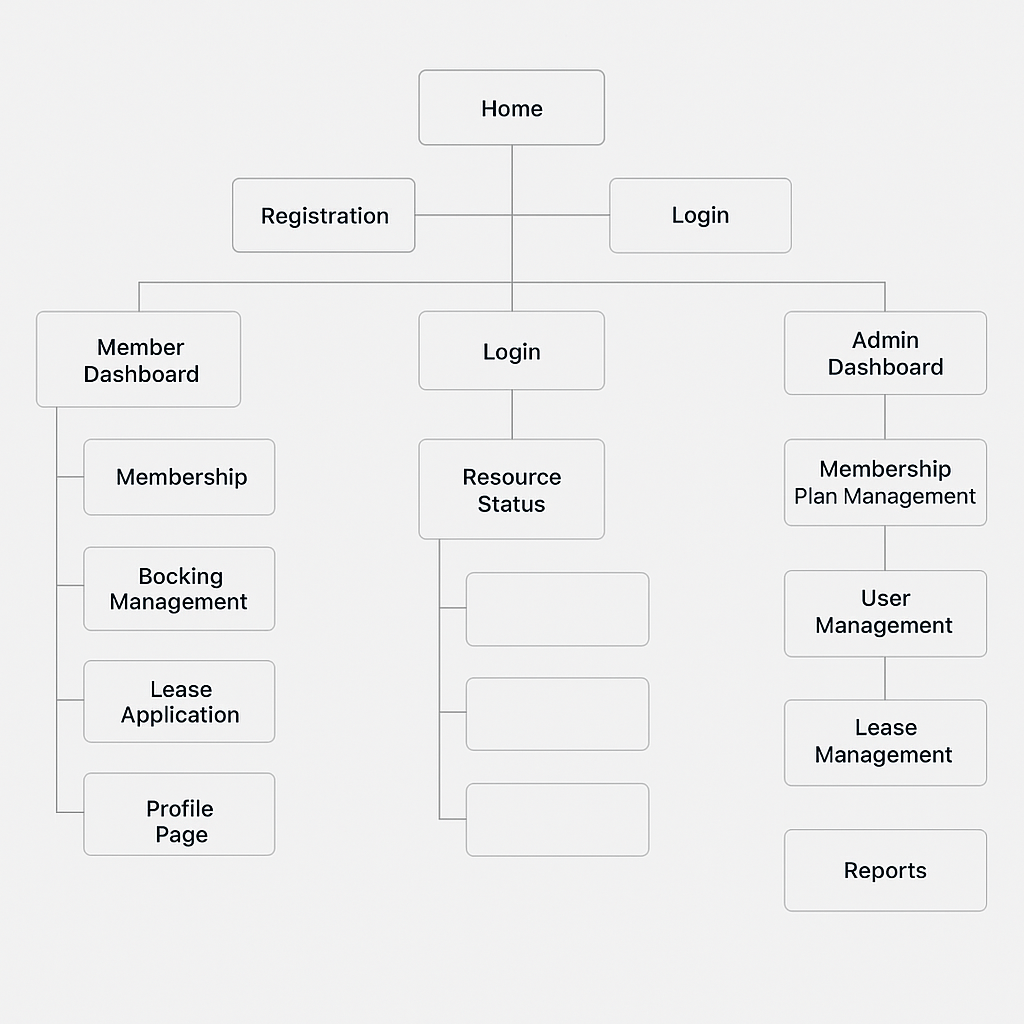 Home
Registration
Login
Member
Dashboard
Login
Admin
Dashboard
Membership
Resource
Status
Membership
Plan Management
Bocking
Management
User
Management
Lease
Application
Lease
Management
Profile
Page
Reports